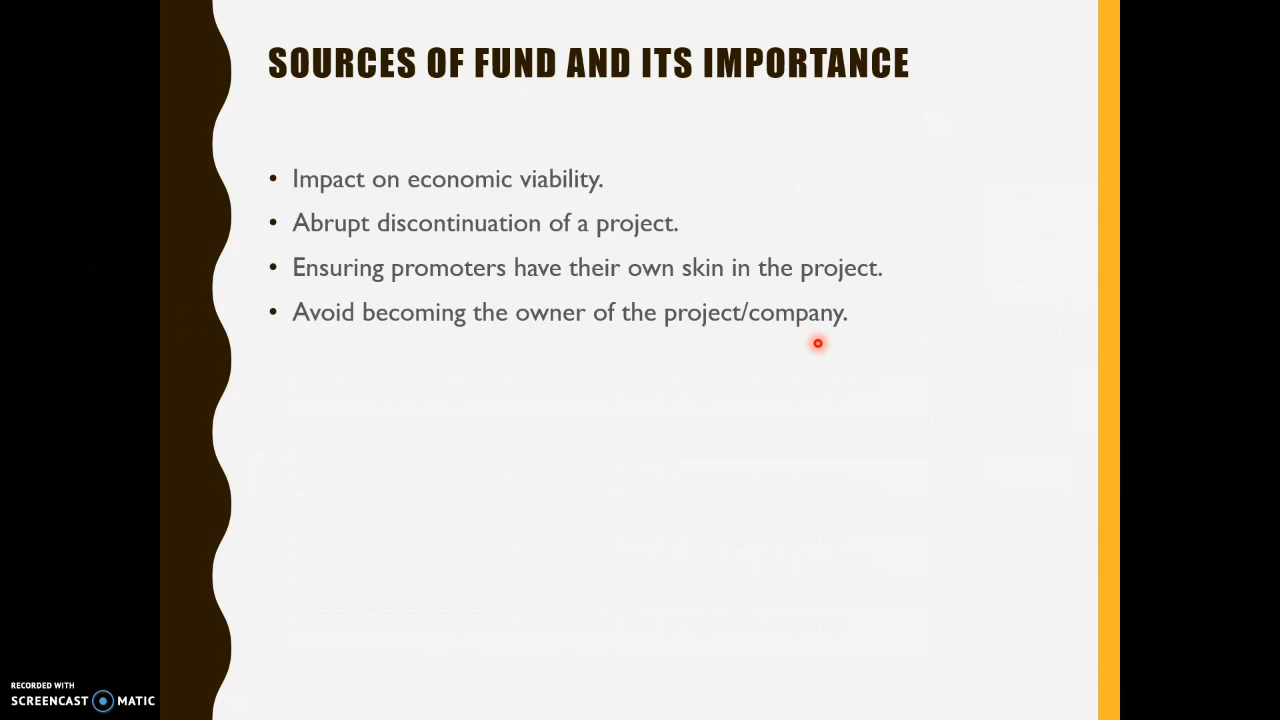 SOURCES OF FUND AND ITS IMPORTANCE
• Impact on economic viability.
• Abrupt discontinuation of a project.
• Ensuring promoters have their own skin in the project.
• Avoid becoming the owner of the project/company.
RECORDED WITH
SCREENCAST MATIC